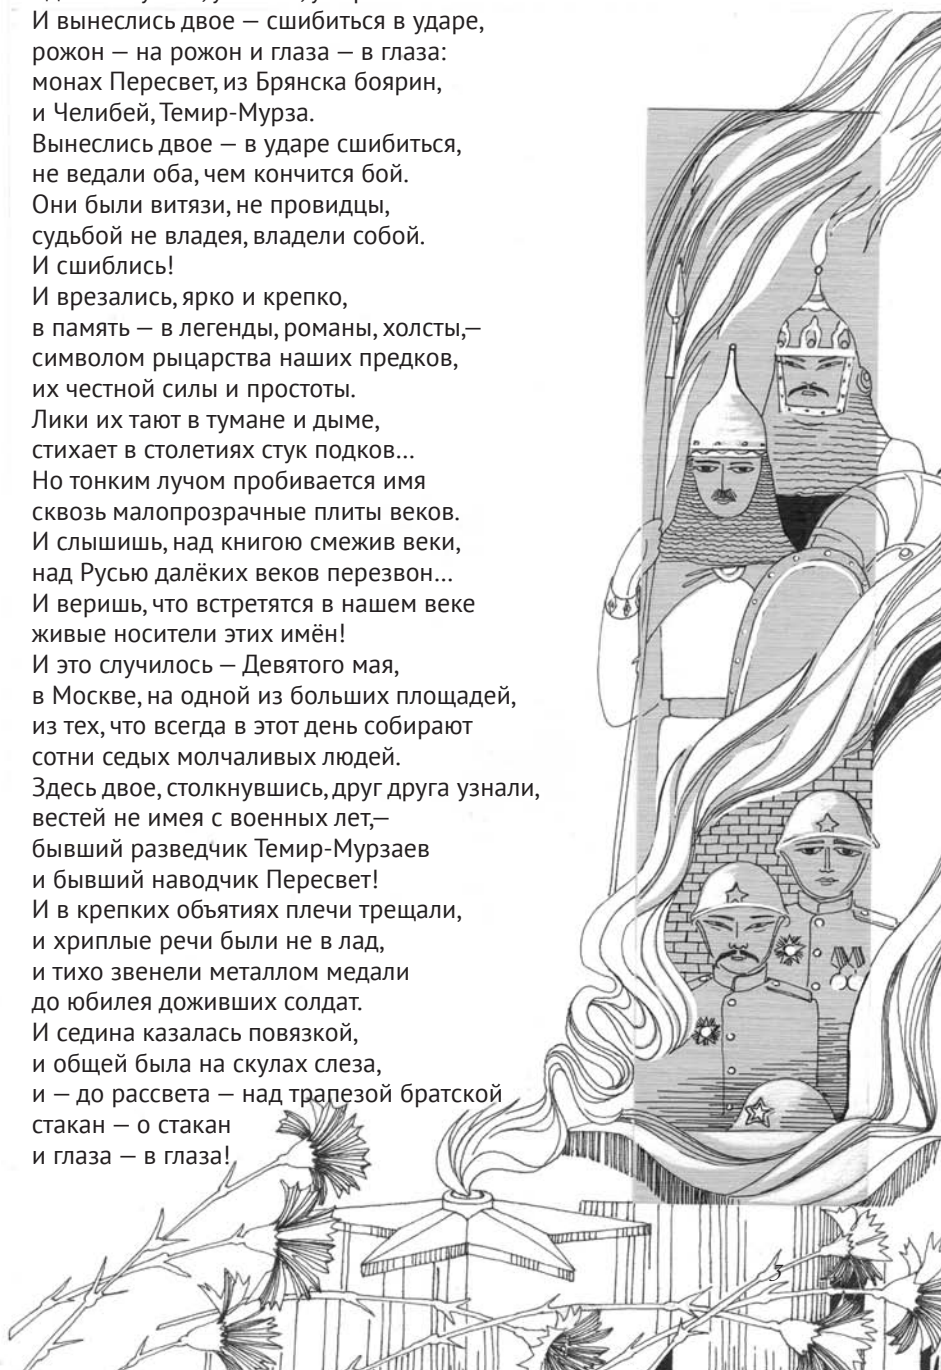 И вынеслись двое — сшибиться в ударе,
рожон — на рожон и глаза — в глаза:
монах Пересвет, из Брянска боярин,
и Челибей, Темир-Мурза.
Вынеслись двое — в ударе сшибиться,
не ведали оба, чем кончится бой.
Они были витязи, не провидцы,
судьбой не владея, владели собой.
И сшиблись!
И врезались, ярко и крепко,
в память — в легенды, романы, холсты,—
символом рыцарства наших предков,
их честной силы и простоты.
Лики их тают в тумане и дыме,
стихает в столетиях стук подков...
Но тонким лучом пробивается имя
сквозь малопрозрачные плиты веков.
И слышишь, над книгою смежив веки,
над Русью далёких веков перезвон...
И веришь, что встретятся в нашем веке
живые носители этих имён!
И это случилось — Девятого мая,
в Москве, на одной из больших площадей,
из тех, что всегда в этот день собирают
сотни седых молчаливых людей.
Здесь двое, столкнувшись, друг друга узнали,
вестей не имея с военных лет,—
бывший разведчик Темир-Мурзаев
и бывший наводчик Пересвет!
И в крепких объятиях плечи трещали,
и хриплые речи были не в лад,
и тихо звенели металлом медали
до юбилея доживших солдат.
И седина казалась повязкой,
и общей была на скулах слеза,
и — до рассвета — над трапезой братской
стакан — о стакан
и глаза — в глаза!
3